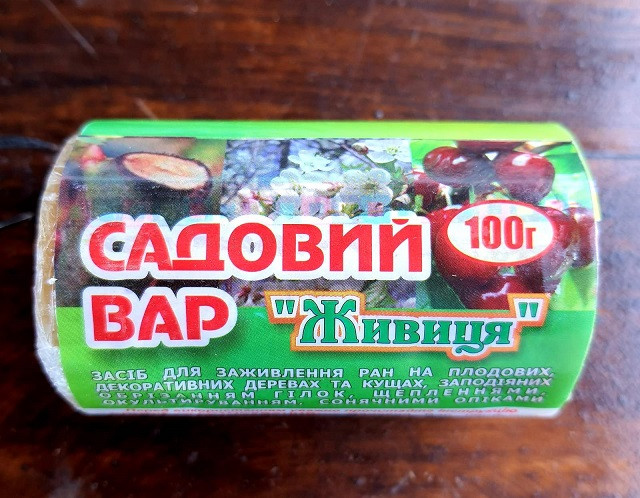 САДОВИЙ
100г
ВАР
"Живиця"
ЗАСІБ ДЛЯ ЗАЖИВЛЕННЯ РАН НА ПЛОДОВИХ,
ДЕКОРАТИВНИХ ДЕРЕВАХ ТА КУЩАХ, ЗАПОДІЯНИХ
ОБРІЗАННЯМ ГІЛОК, ЩЕПЛЕННЯМИ,
ОКУЛЬТИРУВАННЯМ, СОНЯЧНИМИ ОПІКАМИ